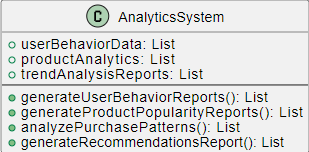 C AnalyticsSystem
userBehaviorData: List
productAnalytics: List
trendAnalysisReports: List
generateUserBehaviorReports(): List
generateProductPopularityReports(): List
analyzePurchasePatterns(): List
generateRecommendationsReport(): List